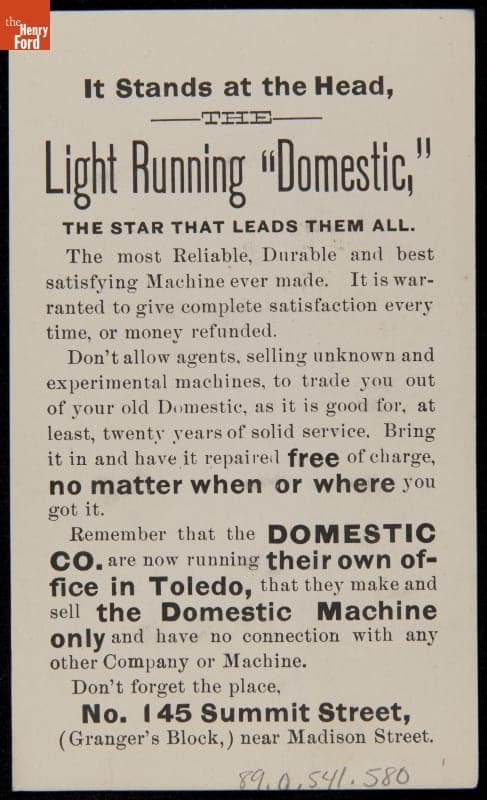 the
Henry
Ford
It Stands at the Head,
THE
Light Running "Domestic,"
THE STAR THAT LEADS THEM ALL.
The most Reliable, Durable and best
satisfying Machine ever made. It is war-
ranted to give complete satisfaction every
time, or money refunded.
Don't allow agents, selling unknown and
experimental machines, to trade you out
of your old Domestic, as it is good for, at
least, twenty years of solid service. Bring
it in and have it repaired free of charge,
no matter when or where you
got it.
Remember that the DOMESTIC
CO. are now running their own of-
fice in Toledo, that they make and
sell the Domestic Machine
only and have no connection with any
other Company or Machine.
Don't forget the place,
No. 145 Summit Street,
(Granger's Block,) near Madison Street.
89.0.541.580